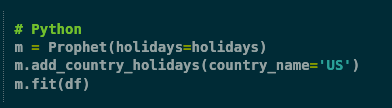 # Python
m = Prophet(holidays=holidays)
m.add_country_holidays(country_name='US')
m.fit(df)